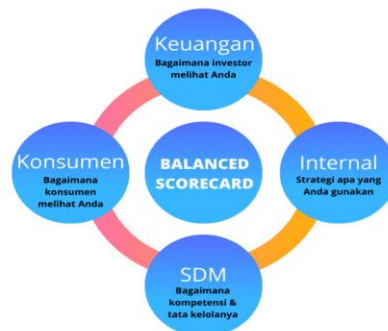 Keuangan
Bagaimana investor
melihat Anda
Konsumen
Bagaimana
konsumen
melihat Anda
BALANCED
SCORECARD
Internal
Strategi apa yang
Anda gunakan
SDM
Bagaimana
kompetensi &
tata kelolanya